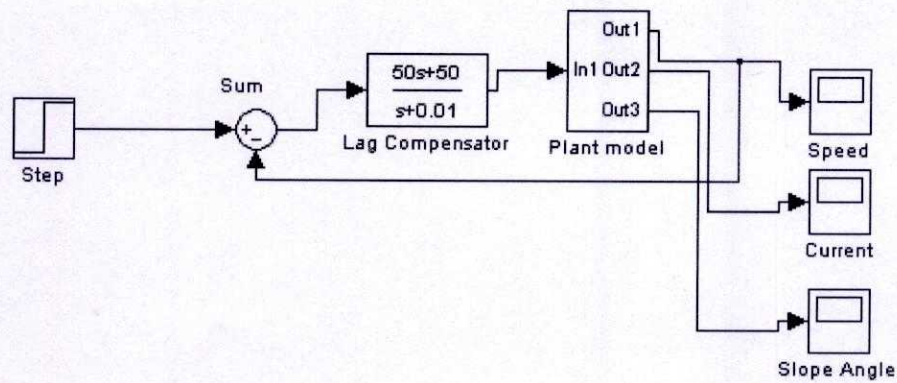 Step
Sum
+
−
50s+50
s+0.01
Lag Compensator
In1
Out1
Out2
Out3
Plant model
Speed
Current
Slope Angle